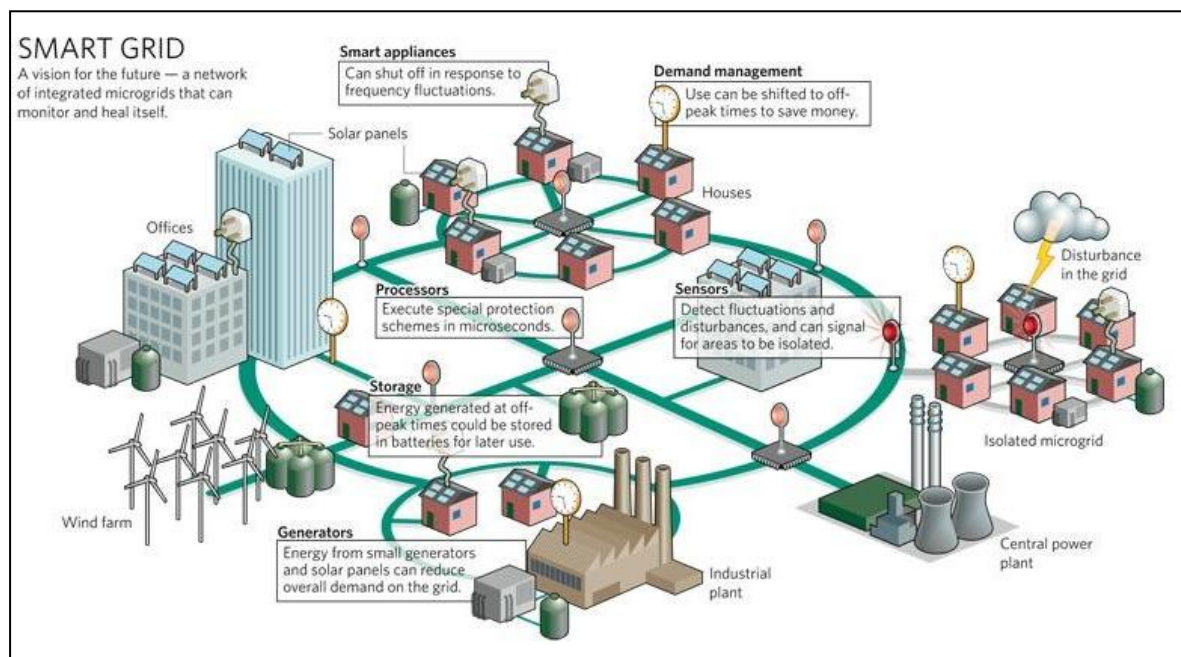 SMART GRID
A vision for the future — a network
of integrated microgrids that can
monitor and heal itself.
Smart appliances
Can shut off in response to
frequency fluctuations.
Demand management
Use can be shifted to off-
peak times to save money.
Solar panels
Houses
Offices
Disturbance
in the grid
Processors
Execute special protection
schemes in microseconds.
Sensors
Detect fluctuations and
disturbances, and can signal
for areas to be isolated.
Storage
Energy generated at off-
peak times could be stored
in batteries for later use.
Isolated microgrid
Wind farm
Generators
Energy from small generators
and solar panels can reduce
overall demand on the grid.
Industrial
plant
Central power
plant